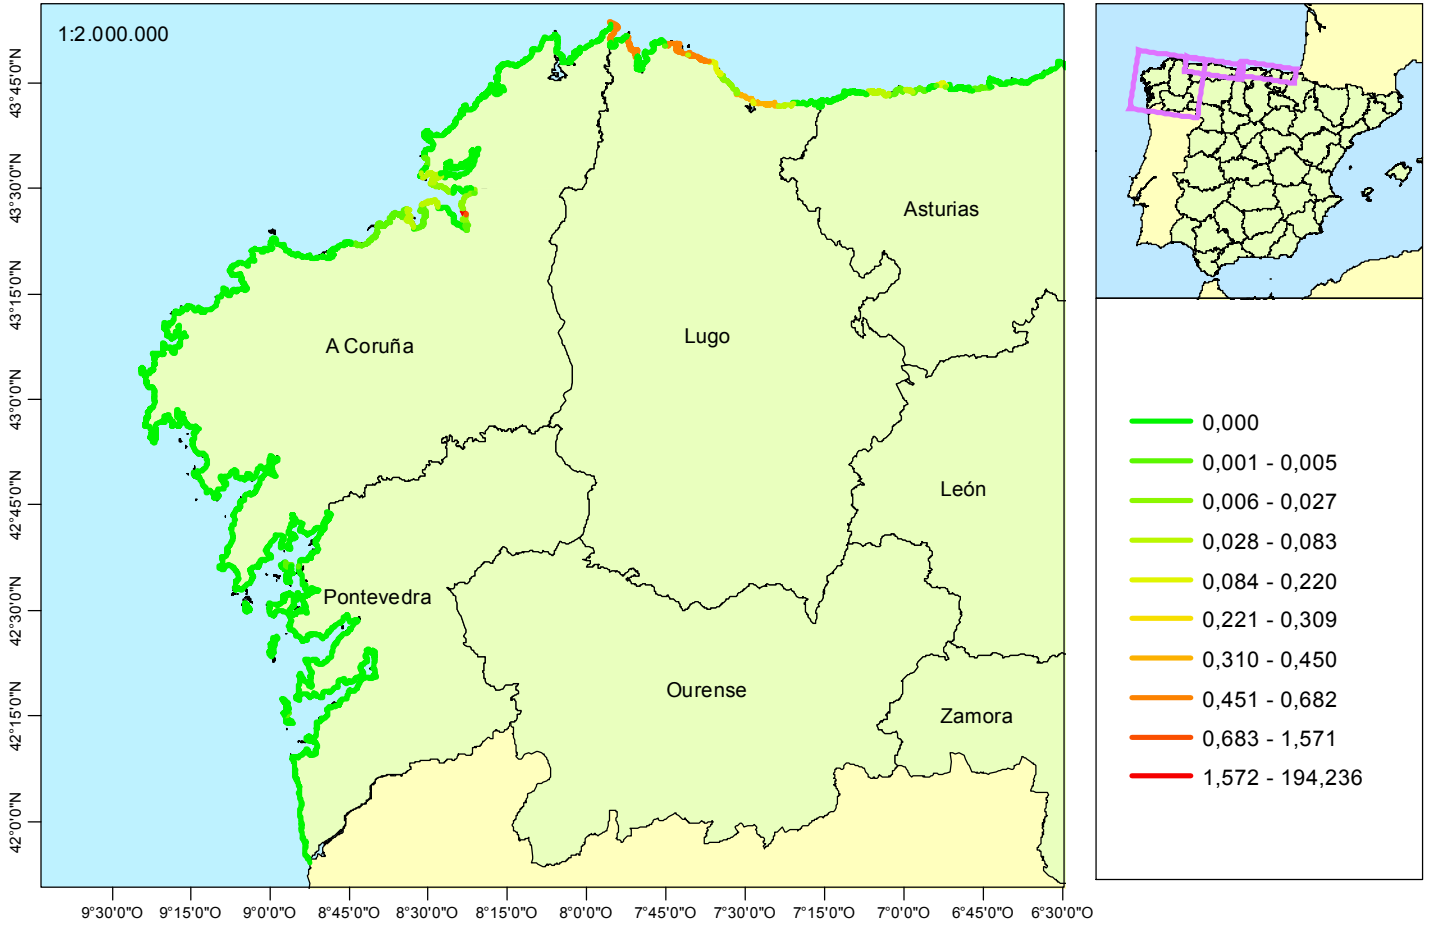 1:2.000.000
43°45'0"N
43°30'0"N
43°15'0"N
43°0'0"N
42°45'0"N
42°30'0"N
42°15'0"N
42°0'0"N
Asturias
A Coruña
Lugo
León
Pontevedra
Ourense
Zamora
9°30'0"O
9°15'0"O
9°0'0"O
8°45'0"O
8°30'0"O
8°15'0"O
8°0'0"O
7°45'0"O
7°30'0"O
7°15'0"O
7°0'0"O
6°45'0"O
6°30'0"O
0,000
0,001 - 0,005
0,006 - 0,027
0,028 - 0,083
0,084 - 0,220
0,221 - 0,309
0,310 - 0,450
0,451 - 0,682
0,683 - 1,571
1,572 - 194,236